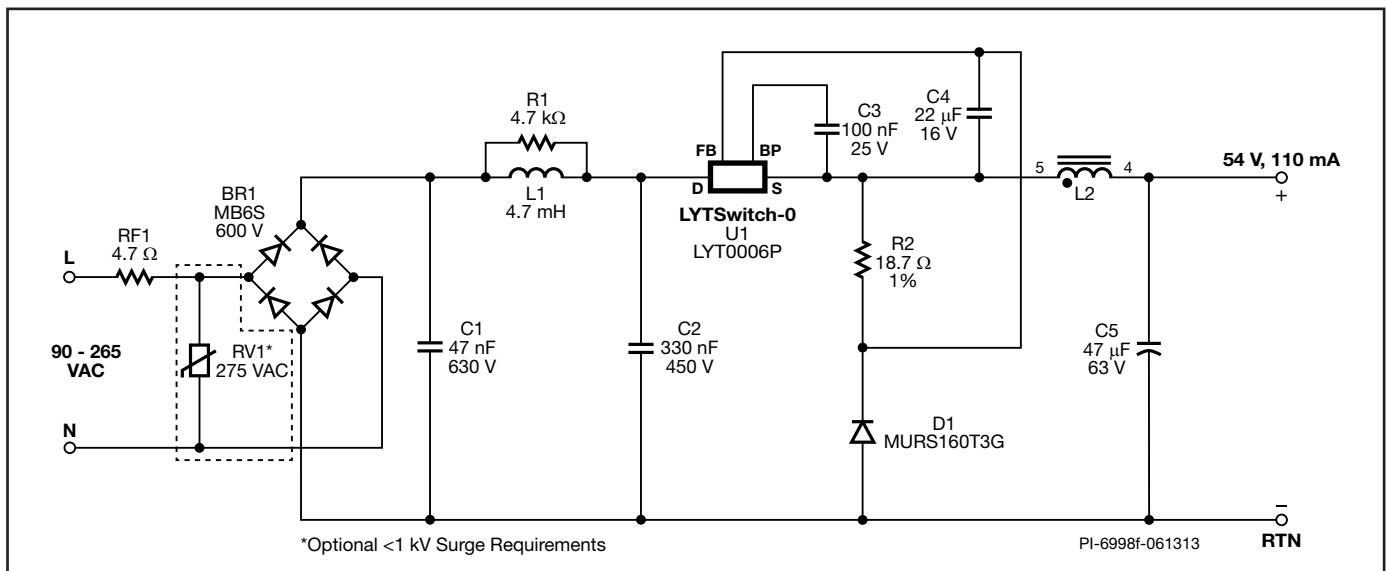 R1
4.7 kΩ
L1
4.7 mH
BR1
MB6S
600 V
RF1
4.7 Ω
L
90 - 265
VAC
N
RV1*
275 VAC
C1
47 nF
630 V
C2
330 nF
450 V
FB
BP
D
S
LYTSwitch-0
U1
LYT0006P
C3
100 nF
25 V
C4
22 µF
16 V
R2
18.7 Ω
1%
D1
MURS160T3G
5
4
L2
C5
47 µF
63 V
54 V, 110 mA
+
–
RTN
*Optional <1 kV Surge Requirements
PI-6998f-061313